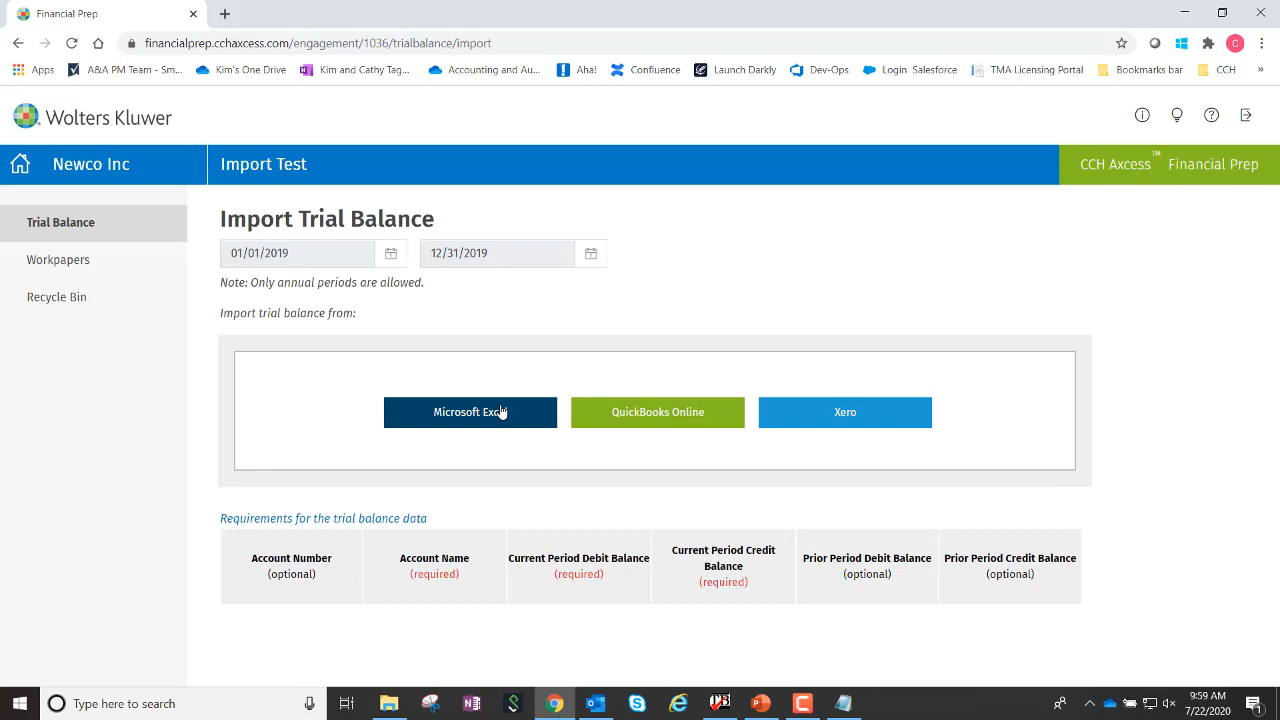 Financial Prep
financialprep.cchaxcess.com/engagement/1036/trialbalance/import
C
Apps
A&A PM Team - Sm...
Kim's One Drive
Kim and Cathy Tag...
Accounting and Au...
Aha!
Confluence
Launch Darkly
Dev-Ops
Login Salesforce
TMA Licensing Portal
Bookmarks bar
CCH
»
Wolters Kluwer
Newco Inc
Import Test
CCH Axcess™ Financial Prep
Trial Balance
Workpapers
Recycle Bin
Import Trial Balance
01/01/2019
12/31/2019
Note: Only annual periods are allowed.
Import trial balance from:
Microsoft Excel
QuickBooks Online
Xero
Requirements for the trial balance data
Account Number
(optional)
Account Name
(required)
Current Period Debit Balance
(required)
Current Period Credit
Balance
(required)
Prior Period Debit Balance
(optional)
Prior Period Credit Balance
(optional)
Type here to search
9:59 AM
7/22/2020